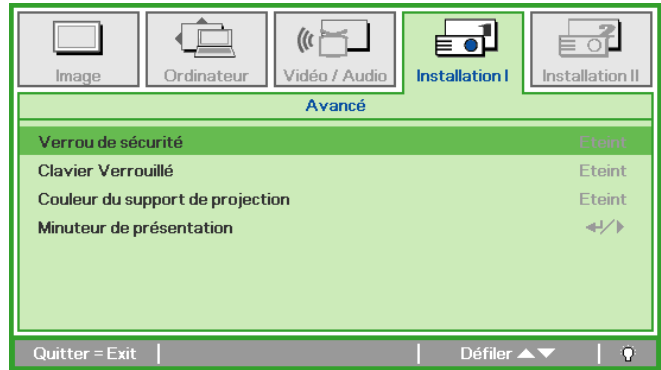 Image Ordinateur Vidéo / Audio Installation I Installation II
Avancé
Verrou de sécurité Eteint
Clavier Verrouillé Eteint
Couleur du support de projection Eteint
Minuteur de présentation
Quitter = Exit Défiler